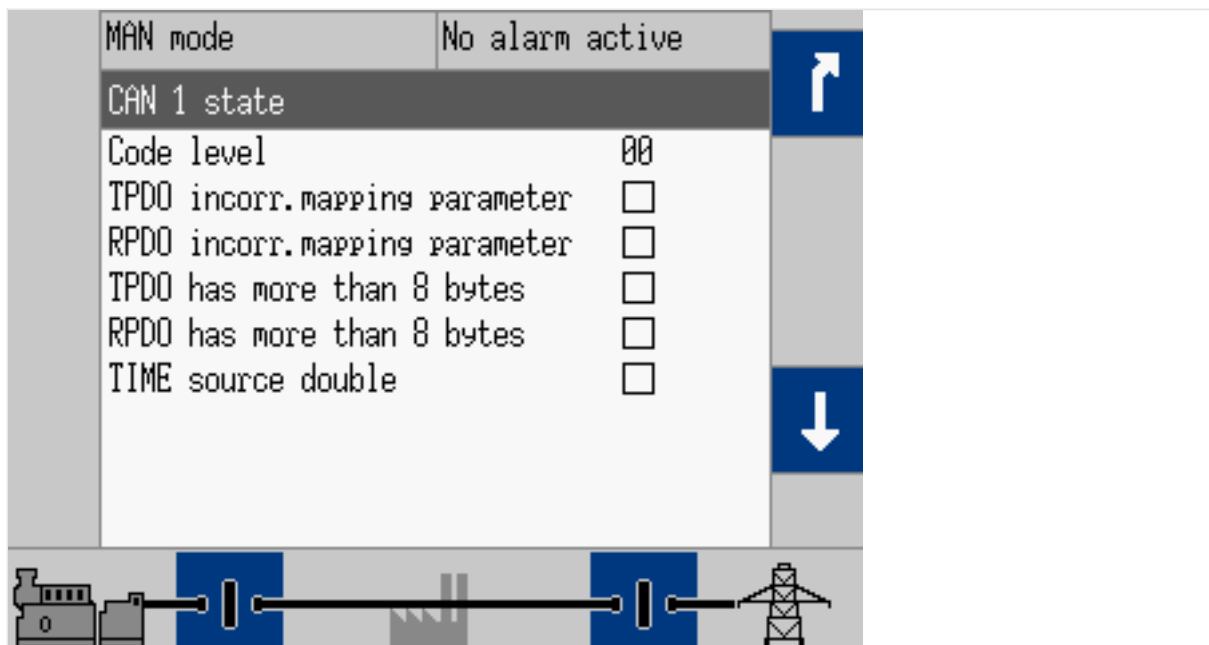 MAN mode No alarm active
CAN 1 state
Code level 00
TPDO incorr.mapping parameter
RPDO incorr.mapping parameter
TPDO has more than 8 bytes
RPDO has more than 8 bytes
TIME source double
0